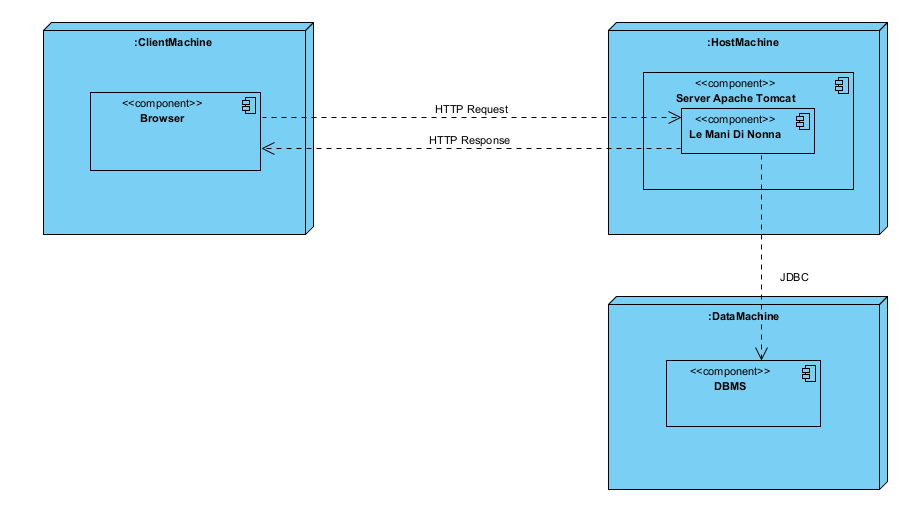 :ClientMachine
<<component>>
Browser
HTTP Request
HTTP Response
:HostMachine
<<component>>
Server Apache Tomcat
<<component>>
Le Mani Di Nonna
JDBC
:DataMachine
<<component>>
DBMS